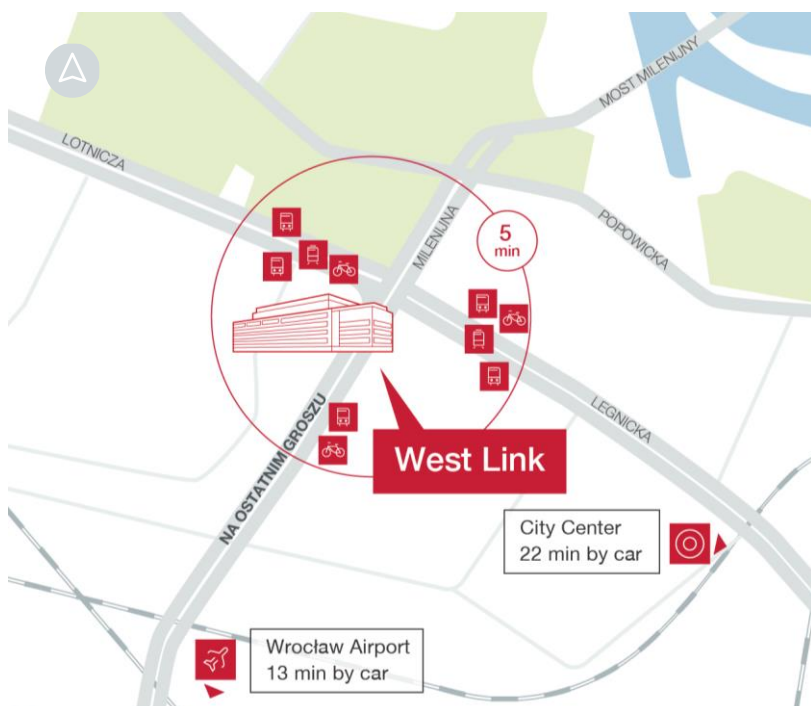 MOST MILENIJNY
LOTNICZA
MILENIJNA
5
min
POPOWICKA
LEGNICKA
NA OSTATNIM GROSZU
West Link
City Center
22 min by car
Wrocław Airport
13 min by car